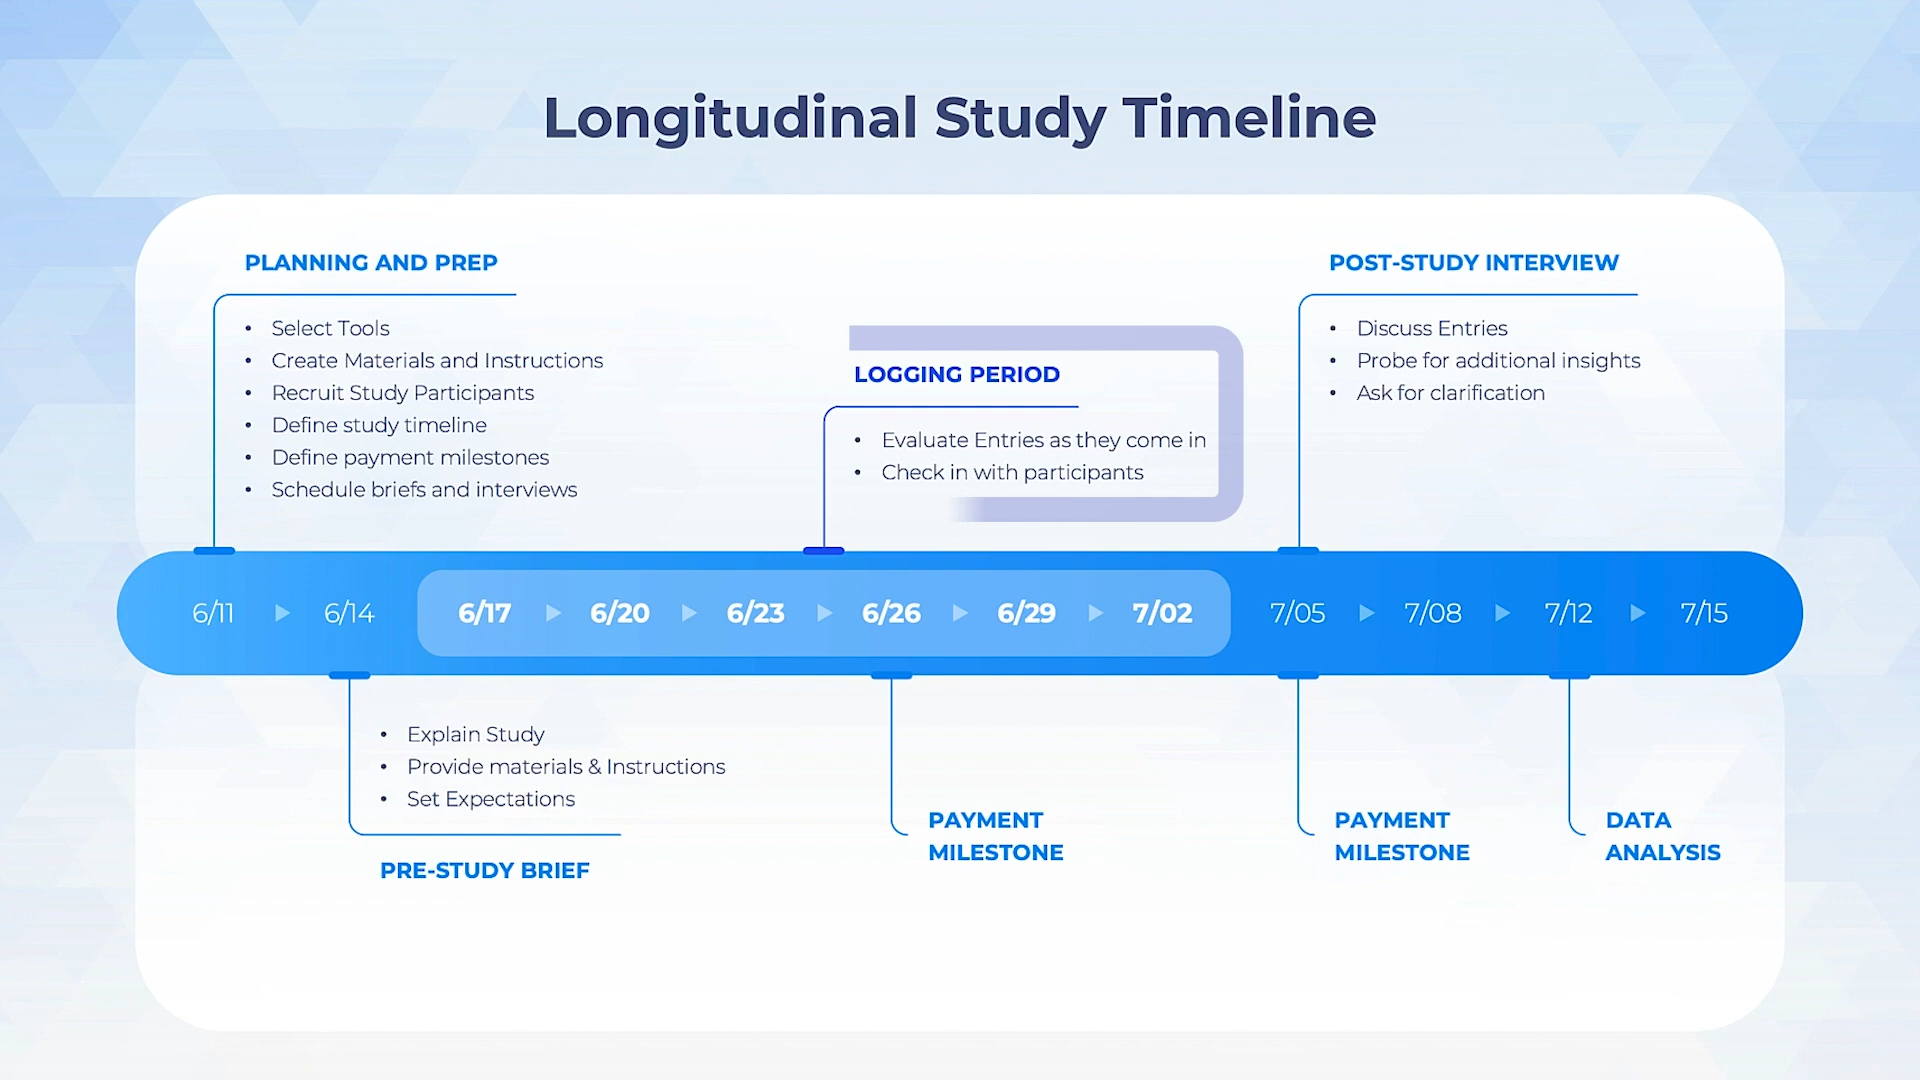 Longitudinal Study Timeline
PLANNING AND PREP
• Select Tools
• Create Materials and Instructions
• Recruit Study Participants
• Define study timeline
• Define payment milestones
• Schedule briefs and interviews
LOGGING PERIOD
• Evaluate Entries as they come in
• Check in with participants
POST-STUDY INTERVIEW
• Discuss Entries
• Probe for additional insights
• Ask for clarification
6/11 6/14 6/17 6/20 6/23 6/26 6/29 7/02 7/05 7/08 7/12 7/15
• Explain Study
• Provide materials & Instructions
• Set Expectations
PRE-STUDY BRIEF
PAYMENT
MILESTONE
PAYMENT
MILESTONE
DATA
ANALYSIS